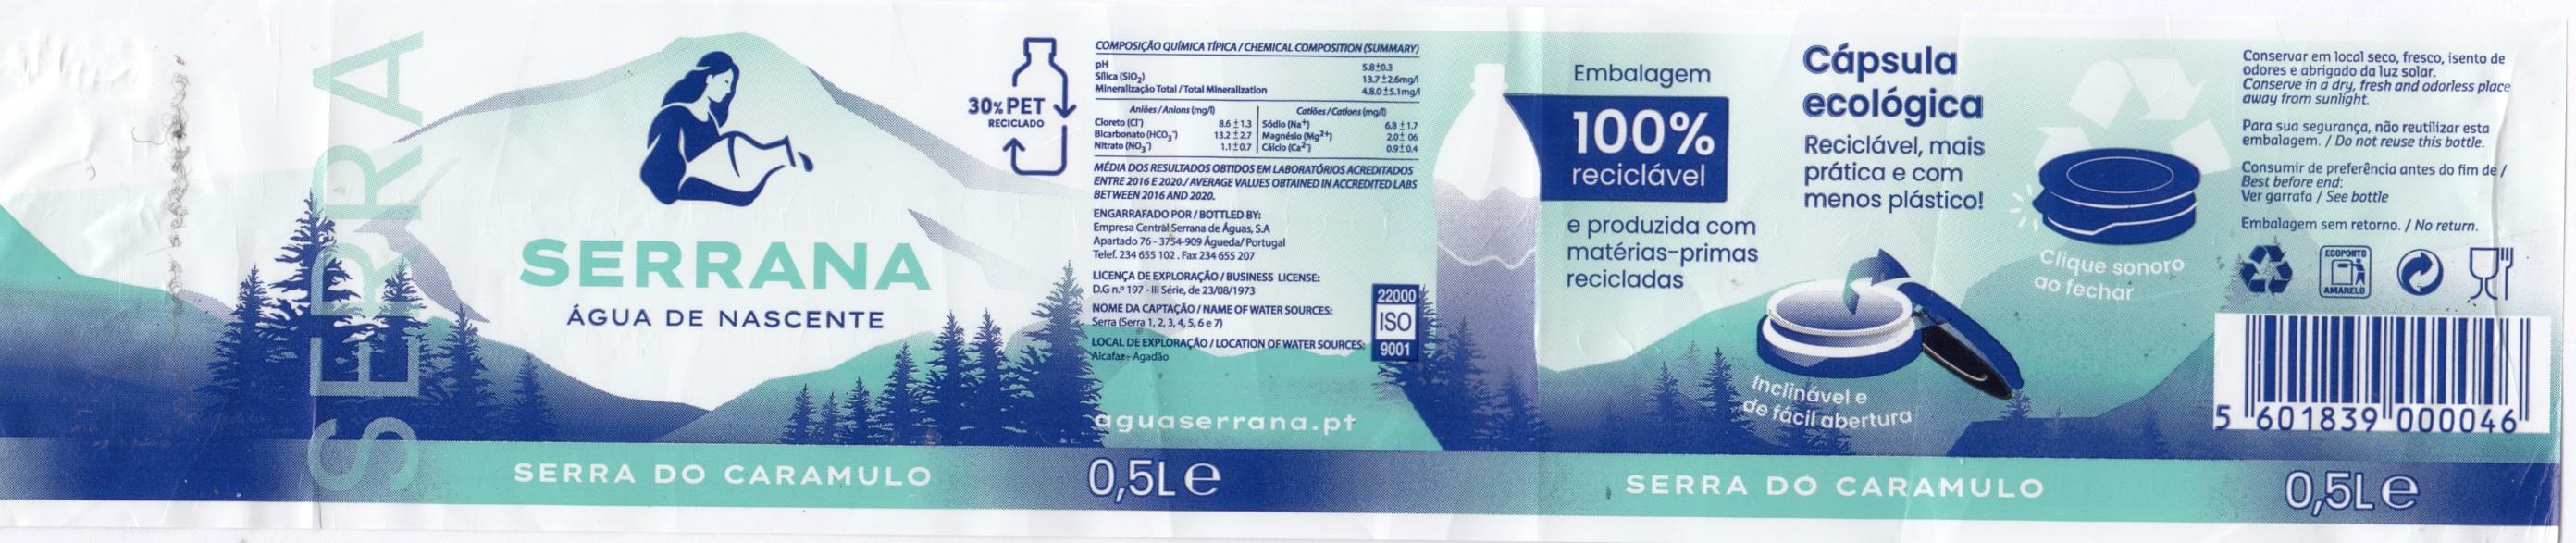 SERRA
SERRANA
ÁGUA DE NASCENTE
SERRA DO CARAMULO
30% PET
RECICLADO
COMPOSIÇÃO QUÍMICA TÍPICA / CHEMICAL COMPOSITION (SUMMARY)
pH 5.8±0.3
Sílica (SiO2) 13.7±2.6mg/l
Mineralização Total / Total Mineralization 48.0±5.1mg/l
Aniões / Anions (mg/l) Catiões / Cations (mg/l)
Cloreto (Cl-) 8.6±1.3 Sódio (Na+) 6.8±1.7
Bicarbonato (HCO3-) 13.2±2.7 Magnésio (Mg2+) 2.0± 06
Nitrato (NO3-) 1.1±0.7 Cálcio (Ca2+) 0.9±0.4
MÉDIA DOS RESULTADOS OBTIDOS EM LABORATÓRIOS ACREDITADOS
ENTRE 2016 E 2020./ AVERAGE VALUES OBTAINED IN ACCREDITED LABS
BETWEEN 2016 AND 2020.
ENGARRAFADO POR / BOTTLED BY:
Empresa Central Serrana de Águas, S.A
Apartado 76 - 3754-909 Águeda/ Portugal
Telef. 234 655 102 . Fax 234 655 207
LICENÇA DE EXPLORAÇÃO / BUSINESS LICENSE:
D.G n.º 197 - III Série, de 23/08/1973
NOME DA CAPTAÇÃO / NAME OF WATER SOURCES:
Serra (Serra 1, 2, 3, 4, 5, 6 e 7)
LOCAL DE EXPLORAÇÃO / LOCATION OF WATER SOURCES:
Alcafaz - Agadão
22000
ISO
9001
aguaserrana.pt
0,5L e
Embalagem
100%
reciclável
e produzida com
matérias-primas
recicladas
Cápsula
ecológica
Reciclável, mais
prática e com
menos plástico!
Clique sonoro
ao fechar
Inclinável e
de fácil abertura
SERRA DO CARAMULO
Conservar em local seco, fresco, isento de
odores e abrigado da luz solar.
Conserve in a dry, fresh and odorless place
away from sunlight.
Para sua segurança, não reutilizar esta
embalagem. / Do not reuse this bottle.
Consumir de preferência antes do fim de /
Best before end:
Ver garrafa / See bottle
Embalagem sem retorno. / No return.
ECOPONTO
AMARELO
5 601839 000046
0,5L e